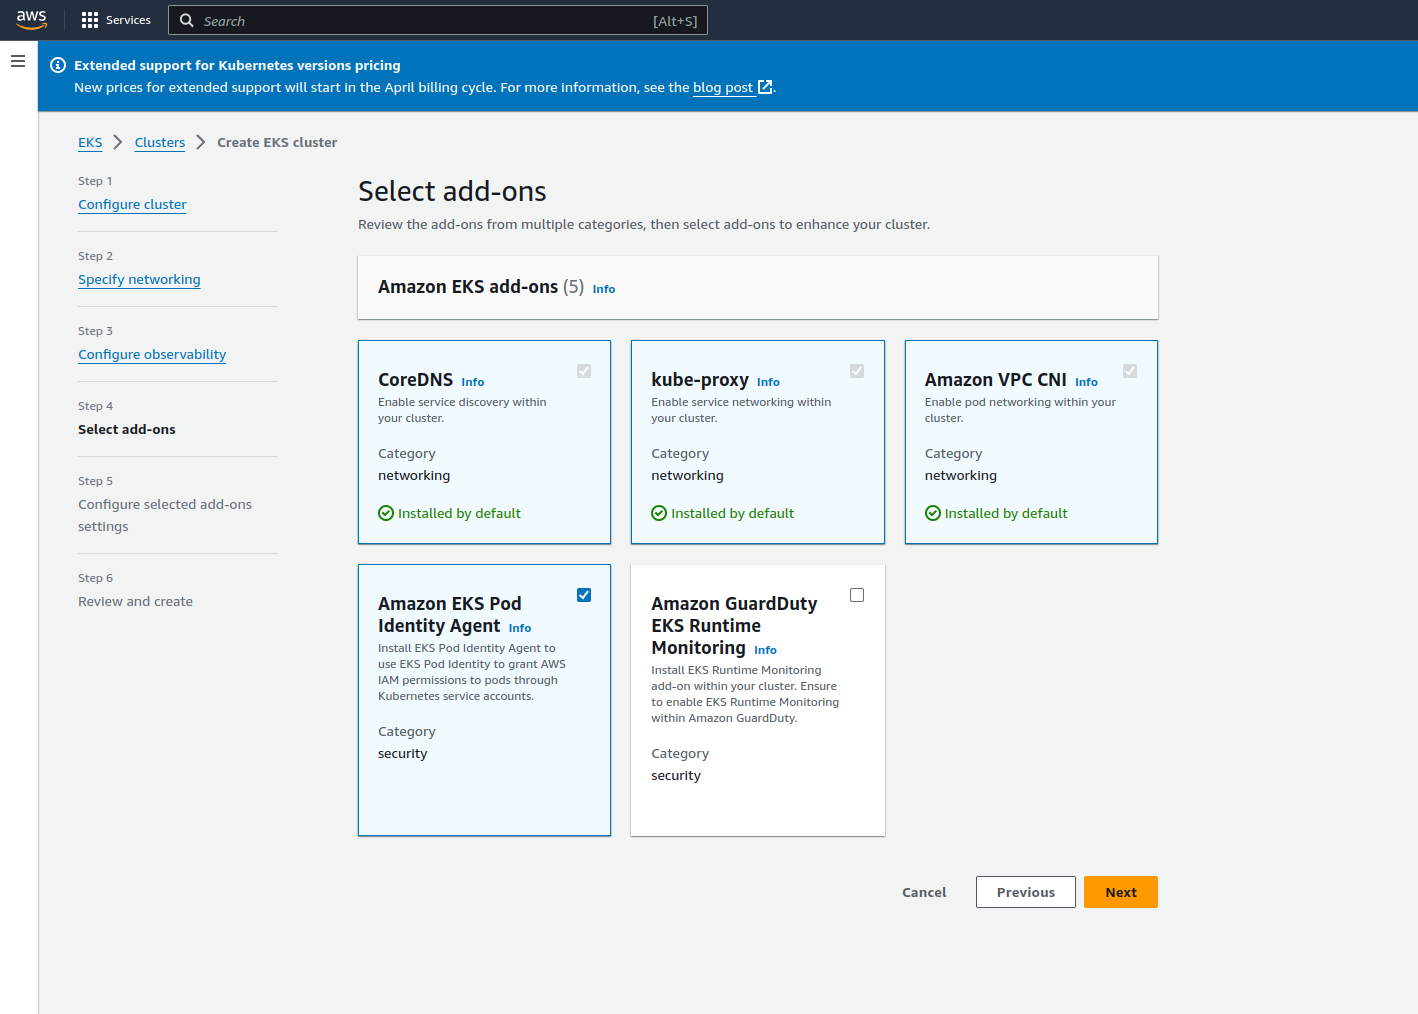 aws
Services
Search
[Alt+S]
Extended support for Kubernetes versions pricing
New prices for extended support will start in the April billing cycle. For more information, see the blog post .
EKS
Clusters
Create EKS cluster
Step 1
Configure cluster
Step 2
Specify networking
Step 3
Configure observability
Step 4
Select add-ons
Step 5
Configure selected add-ons
settings
Step 6
Review and create
Select add-ons
Review the add-ons from multiple categories, then select add-ons to enhance your cluster.
Amazon EKS add-ons (5) Info
CoreDNS Info
Enable service discovery within
your cluster.
Category
networking
Installed by default
kube-proxy Info
Enable service networking within
your cluster.
Category
networking
Installed by default
Amazon VPC CNI Info
Enable pod networking within your
cluster.
Category
networking
Installed by default
Amazon EKS Pod
Identity Agent Info
Install EKS Pod Identity Agent to
use EKS Pod Identity to grant AWS
IAM permissions to pods through
Kubernetes service accounts.
Category
security
Amazon GuardDuty
EKS Runtime
Monitoring Info
Install EKS Runtime Monitoring
add-on within your cluster. Ensure
to enable EKS Runtime Monitoring
within Amazon GuardDuty.
Category
security
Cancel
Previous
Next